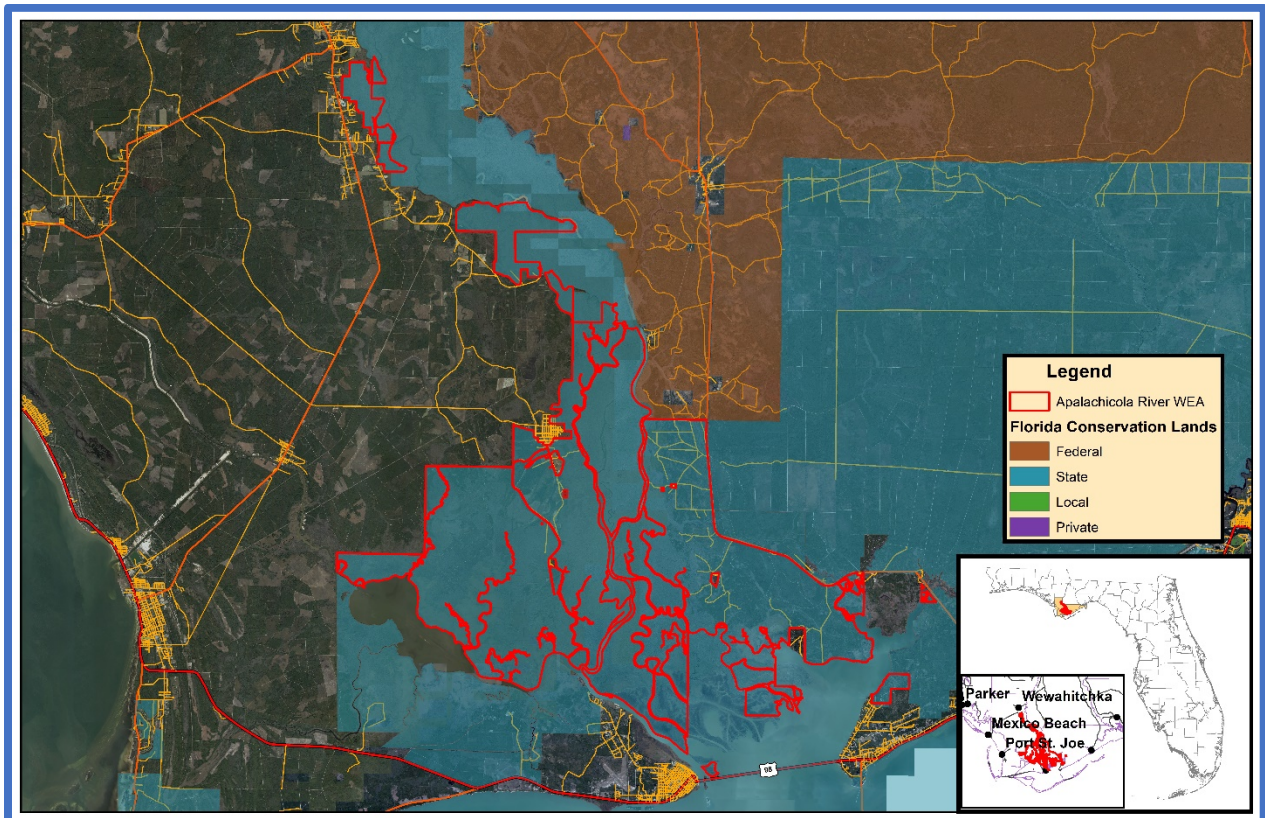 Legend
Apalachicola River WEA
Florida Conservation Lands
Federal
State
Local
Private
98
Parker
Wewahitchka
Mexico Beach
Port St. Joe